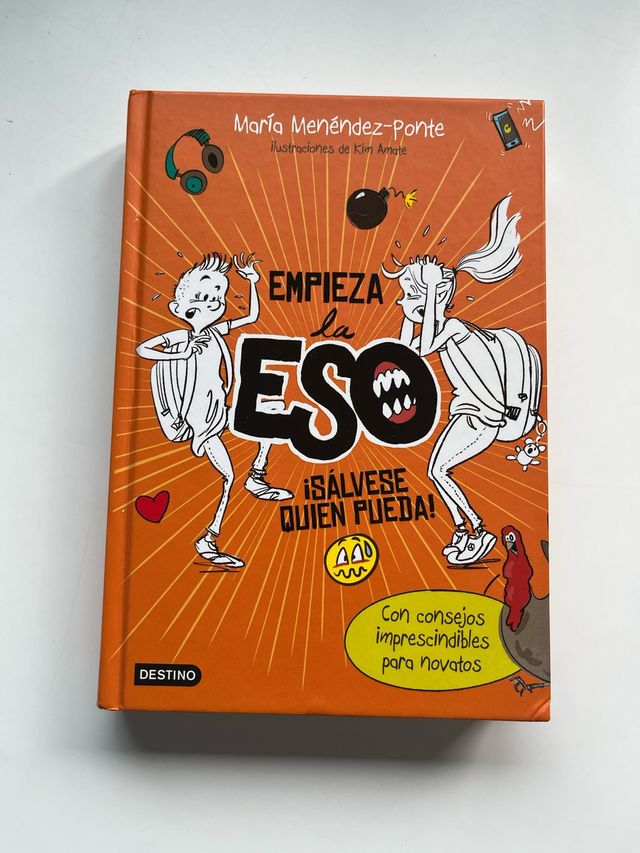 María Menéndez-Ponte
ilustraciones de Kim Amate
EMPIEZA
la
ESO
¡SÁLVESE
QUIEN PUEDA!
Con consejos
imprescindibles
para novatos
DESTINO